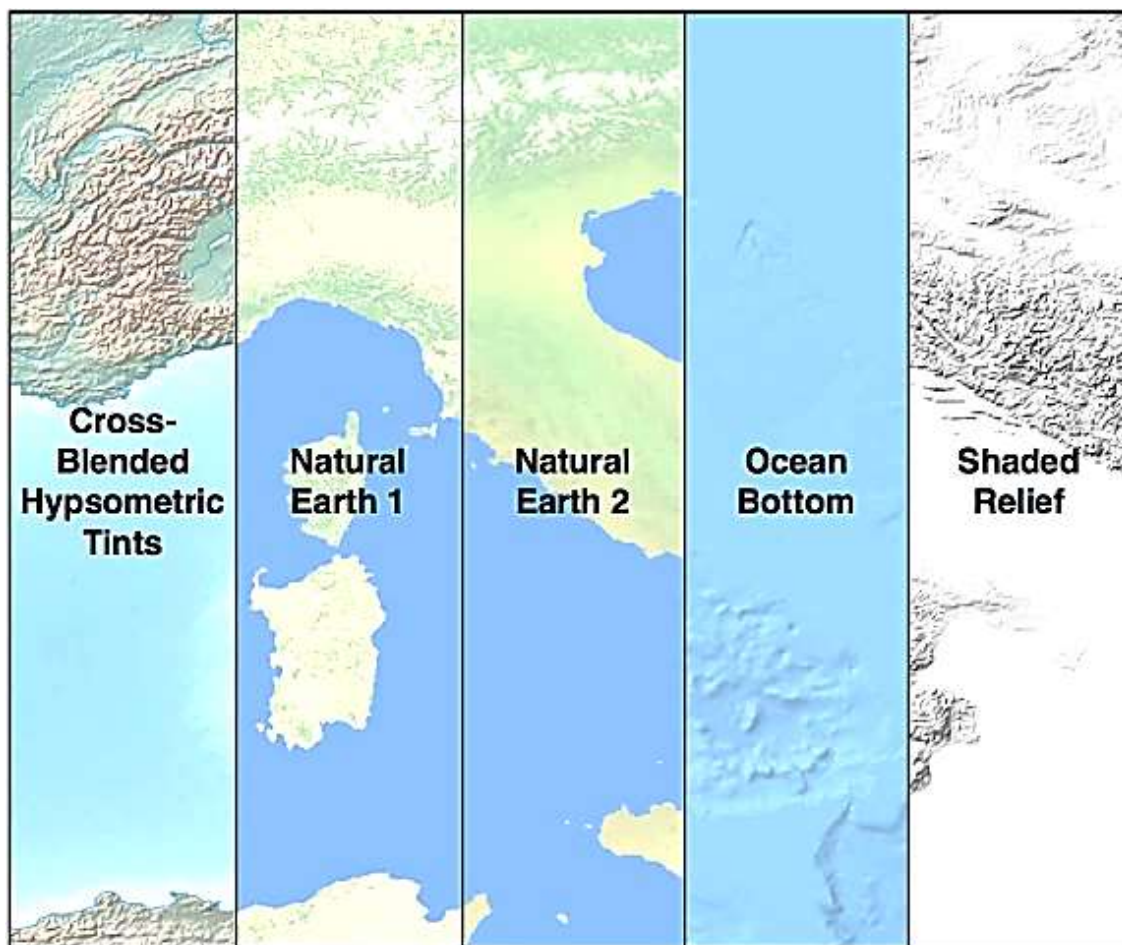 Cross-
Blended
Hypsometric
Tints
Natural
Earth 1
Natural
Earth 2
Ocean
Bottom
Shaded
Relief